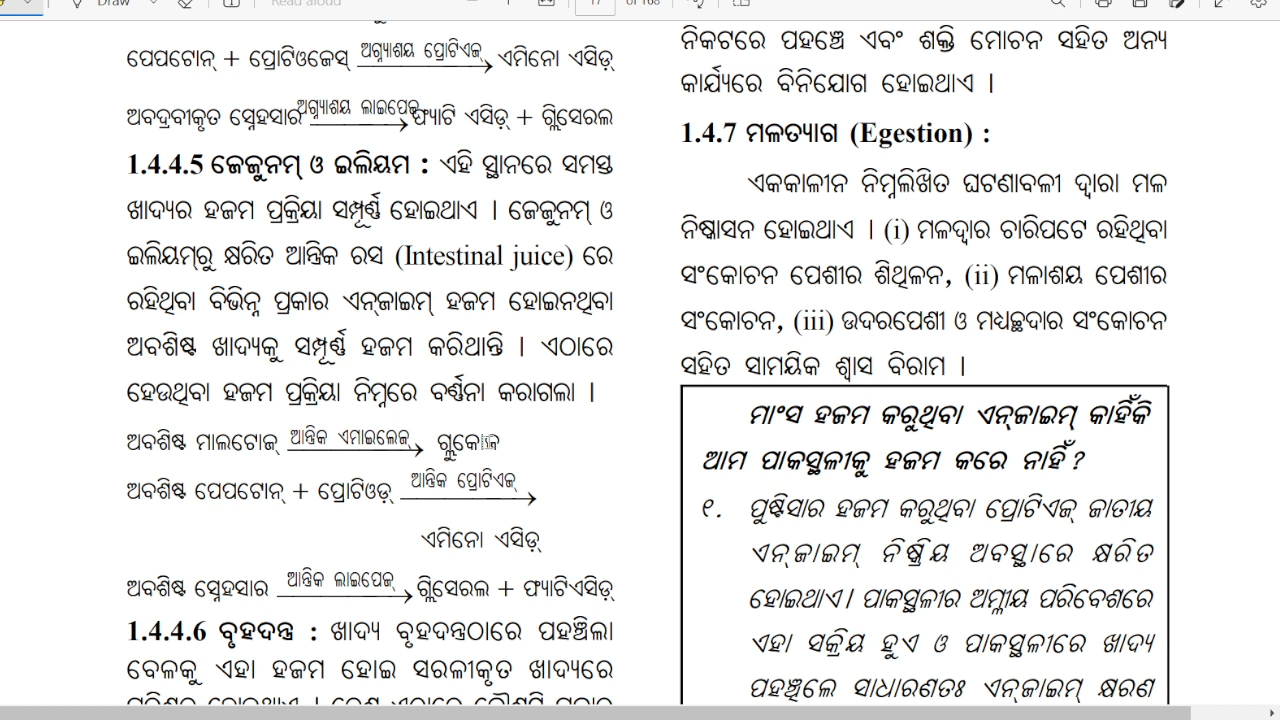 Draw
Read aloud
17
of 168
ପେପଟୋନ୍ + ପ୍ରୋଟିଓଜେସ୍ ଅଗ୍ନ୍ୟାଶୟ ପ୍ରୋଟିଏଜ୍ ଏମିନୋ ଏସିଡ୍
ଅବଦ୍ରବୀକୃତ ସ୍ନେହସାର ଅଗ୍ନ୍ୟାଶୟ ଲାଇପେଜ୍ ଫ୍ୟାଟି ଏସିଡ୍ + ଗ୍ଲିସେରଲ
1.4.4.5 ଜେଜୁନମ୍ ଓ ଇଲିୟମ : ଏହି ସ୍ଥାନରେ ସମସ୍ତ
ଖାଦ୍ୟର ହଜମ ପ୍ରକ୍ରିୟା ସମ୍ପୂର୍ଣ୍ଣ ହୋଇଥାଏ । ଜେଜୁନମ୍ ଓ
ଇଲିୟମ୍‌ରୁ କ୍ଷରିତ ଆନ୍ତ୍ରିକ ରସ (Intestinal juice) ରେ
ରହିଥିବା ବିଭିନ୍ନ ପ୍ରକାର ଏନ୍‌ଜାଇମ୍ ହଜମ ହୋଇନଥିବା
ଅବଶିଷ୍ଟ ଖାଦ୍ୟକୁ ସମ୍ପୂର୍ଣ୍ଣ ହଜମ କରିଥାନ୍ତି । ଏଠାରେ
ହେଉଥିବା ହଜମ ପ୍ରକ୍ରିୟା ନିମ୍ନରେ ବର୍ଣ୍ଣନା କରାଗଲା ।
ଅବଶିଷ୍ଟ ମାଲଟୋଜ୍ ଆନ୍ତ୍ରିକ ଏମାଇଲେଜ୍
ଅବଶିଷ୍ଟ ପେପଟୋନ୍ + ପ୍ରୋଟିଓଡ୍ ଆନ୍ତ୍ରିକ ପ୍ରୋଟିଏଜ୍
ଏମିନୋ ଏସିଡ୍
ଅବଶିଷ୍ଟ ସ୍ନେହସାର ଆନ୍ତ୍ରିକ ଲାଇପେଜ୍ ଗ୍ଲିସେରଲ + ଫ୍ୟାଟିଏସିଡ୍
1.4.4.6 ବୃହଦନ୍ତ୍ର : ଖାଦ୍ୟ ବୃହଦନ୍ତ୍ରଠାରେ ପହଞ୍ଚିଲା
ବେଳକୁ ଏହା ହଜମ ହୋଇ ସରଳୀକୃତ ଖାଦ୍ୟରେ
ନିକଟରେ ପହଞ୍ଚେ ଏବଂ ଶକ୍ତି ମୋଚନ ସହିତ ଅନ୍ୟ
କାର୍ଯ୍ୟରେ ବିନିଯୋଗ ହୋଇଥାଏ ।
1.4.7 ମଳତ୍ୟାଗ (Egestion) :
ଏକକାଳୀନ ନିମ୍ନଲିଖିତ ଘଟଣାବଳୀ ଦ୍ୱାରା ମଳ
ନିଷ୍କାସନ ହୋଇଥାଏ । (i) ମଳଦ୍ୱାର ଚାରିପଟେ ରହିଥିବା
ସଂକୋଚନ ପେଶୀର ଶିଥିଳନ, (ii) ମଳାଶୟ ପେଶୀର
ସଂକୋଚନ, (iii) ଉଦରପେଶୀ ଓ ମଧ୍ୟଚ୍ଛଦାର ସଂକୋଚନ
ସହିତ ସାମୟିକ ଶ୍ୱାସ ବିରାମ ।
ମାଂସ ହଜମ କରୁଥିବା ଏନ୍‌ଜାଇମ୍ କାହିଁକି
ଆମ ପାକସ୍ଥଳୀକୁ ହଜମ କରେ ନାହିଁ ?
୧. ପୁଷ୍ଟିସାର ହଜମ କରୁଥିବା ପ୍ରୋଟିଏଜ୍ ଜାତୀୟ
ଏନ୍‌ଜାଇମ୍ ନିଷ୍କ୍ରିୟ ଅବସ୍ଥାରେ କ୍ଷରିତ
ହୋଇଥାଏ। ପାକସ୍ଥଳୀର ଅମ୍ଳୀୟ ପରିବେଶରେ
ଏହା ସକ୍ରିୟ ହୁଏ ଓ ପାକସ୍ଥଳୀରେ ଖାଦ୍ୟ
ପହଞ୍ଚିଲେ ସାଧାରଣତଃ ଏନ୍‌ଜାଇମ୍ କ୍ଷରଣ